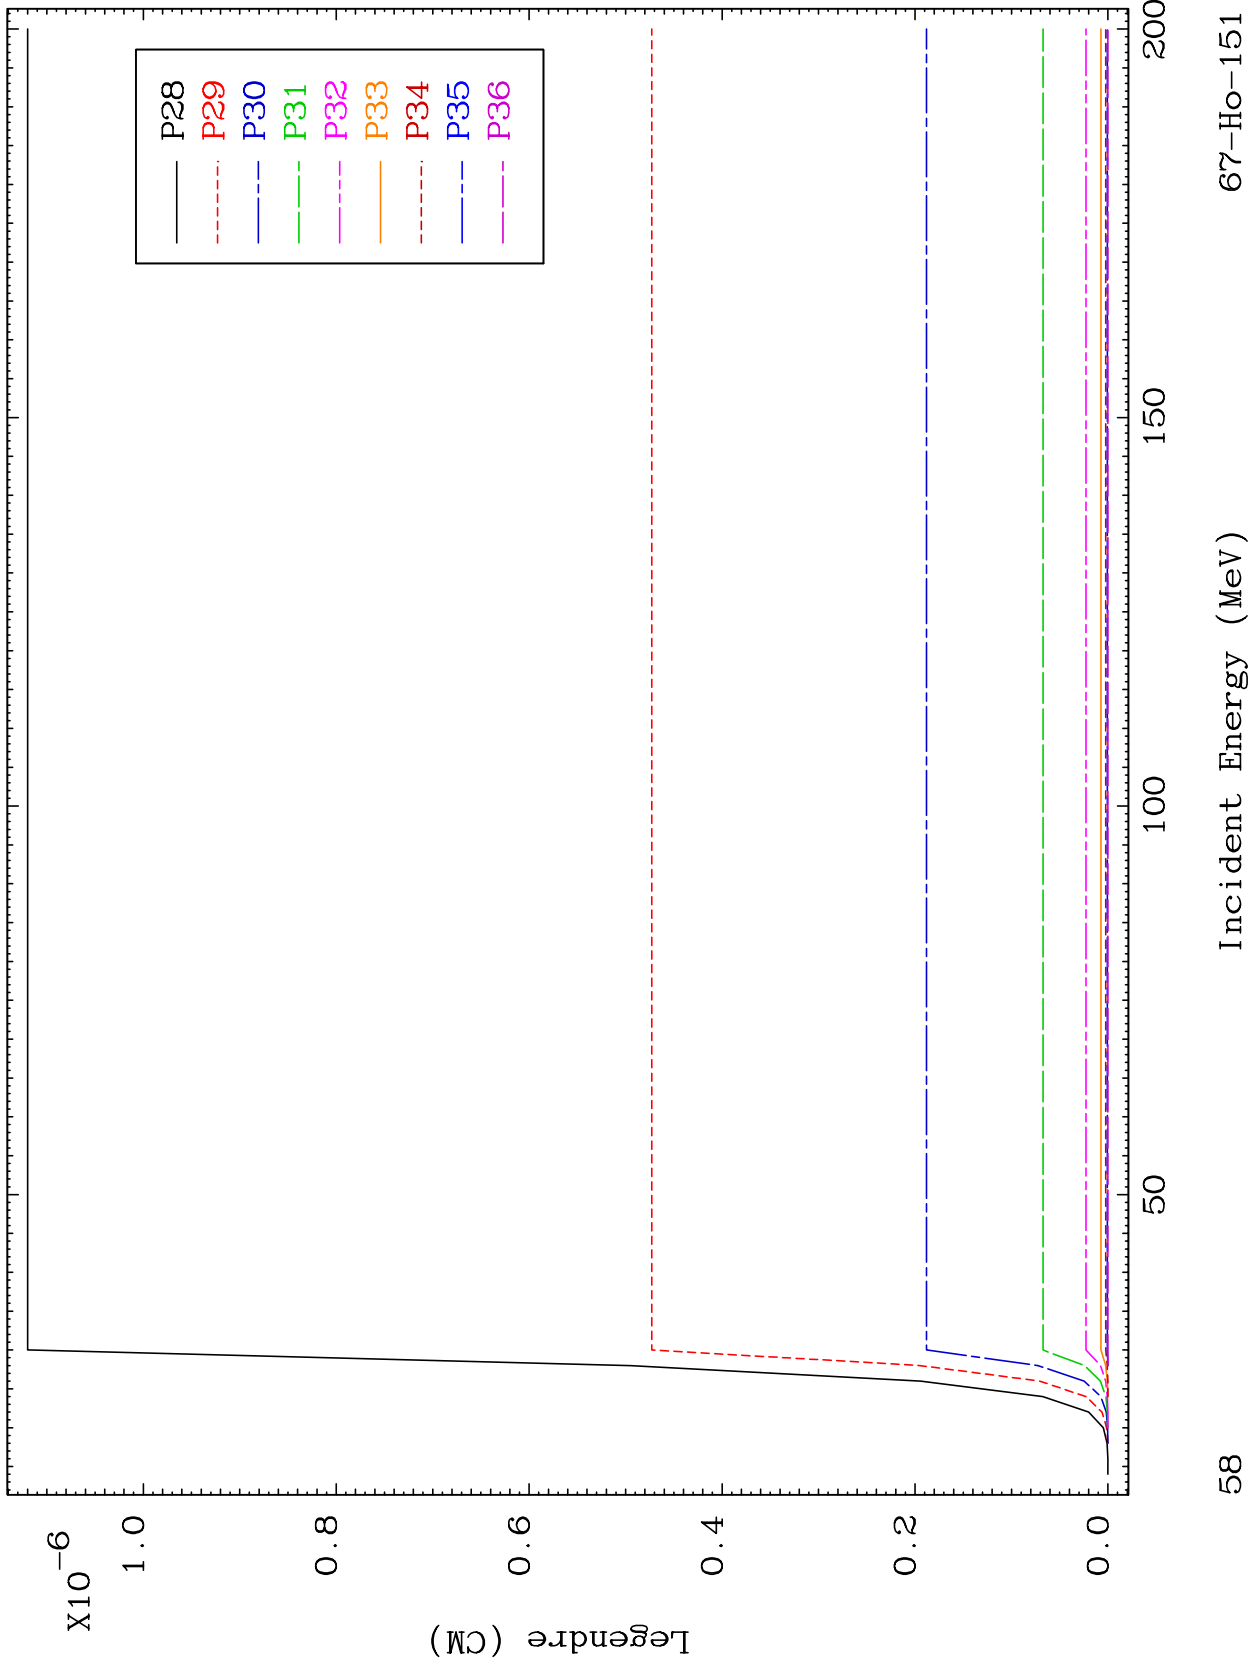 X10-6
1.0
0.8
0.6
0.4
0.2
0.0
Legendre (CM)
P28
P29
P30
P31
P32
P33
P34
P35
P36
50
100
150
200
Incident Energy (MeV)
58
67-Ho-151